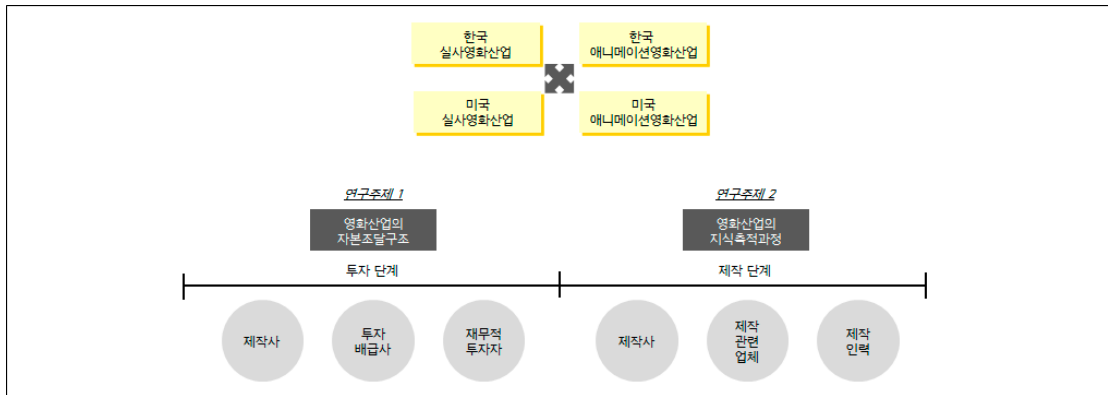 한국
실사영화산업
한국
애니메이션영화산업
미국
실사영화산업
미국
애니메이션영화산업
연구주제 1
영화산업의
자본조달구조
연구주제 2
영화산업의
지식축적과정
투자 단계
제작 단계
제작사
투자
배급사
재무적
투자자
제작사
제작
관련
업체
제작
인력